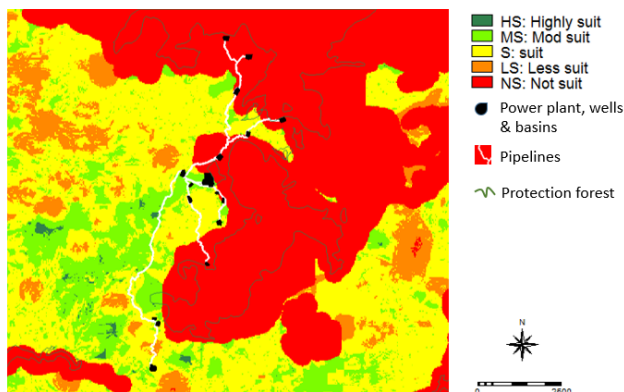 HS: Highly suit
MS: Mod suit
S: suit
LS: Less suit
NS: Not suit
Power plant, wells
& basins
Pipelines
Protection forest
N
0 2500